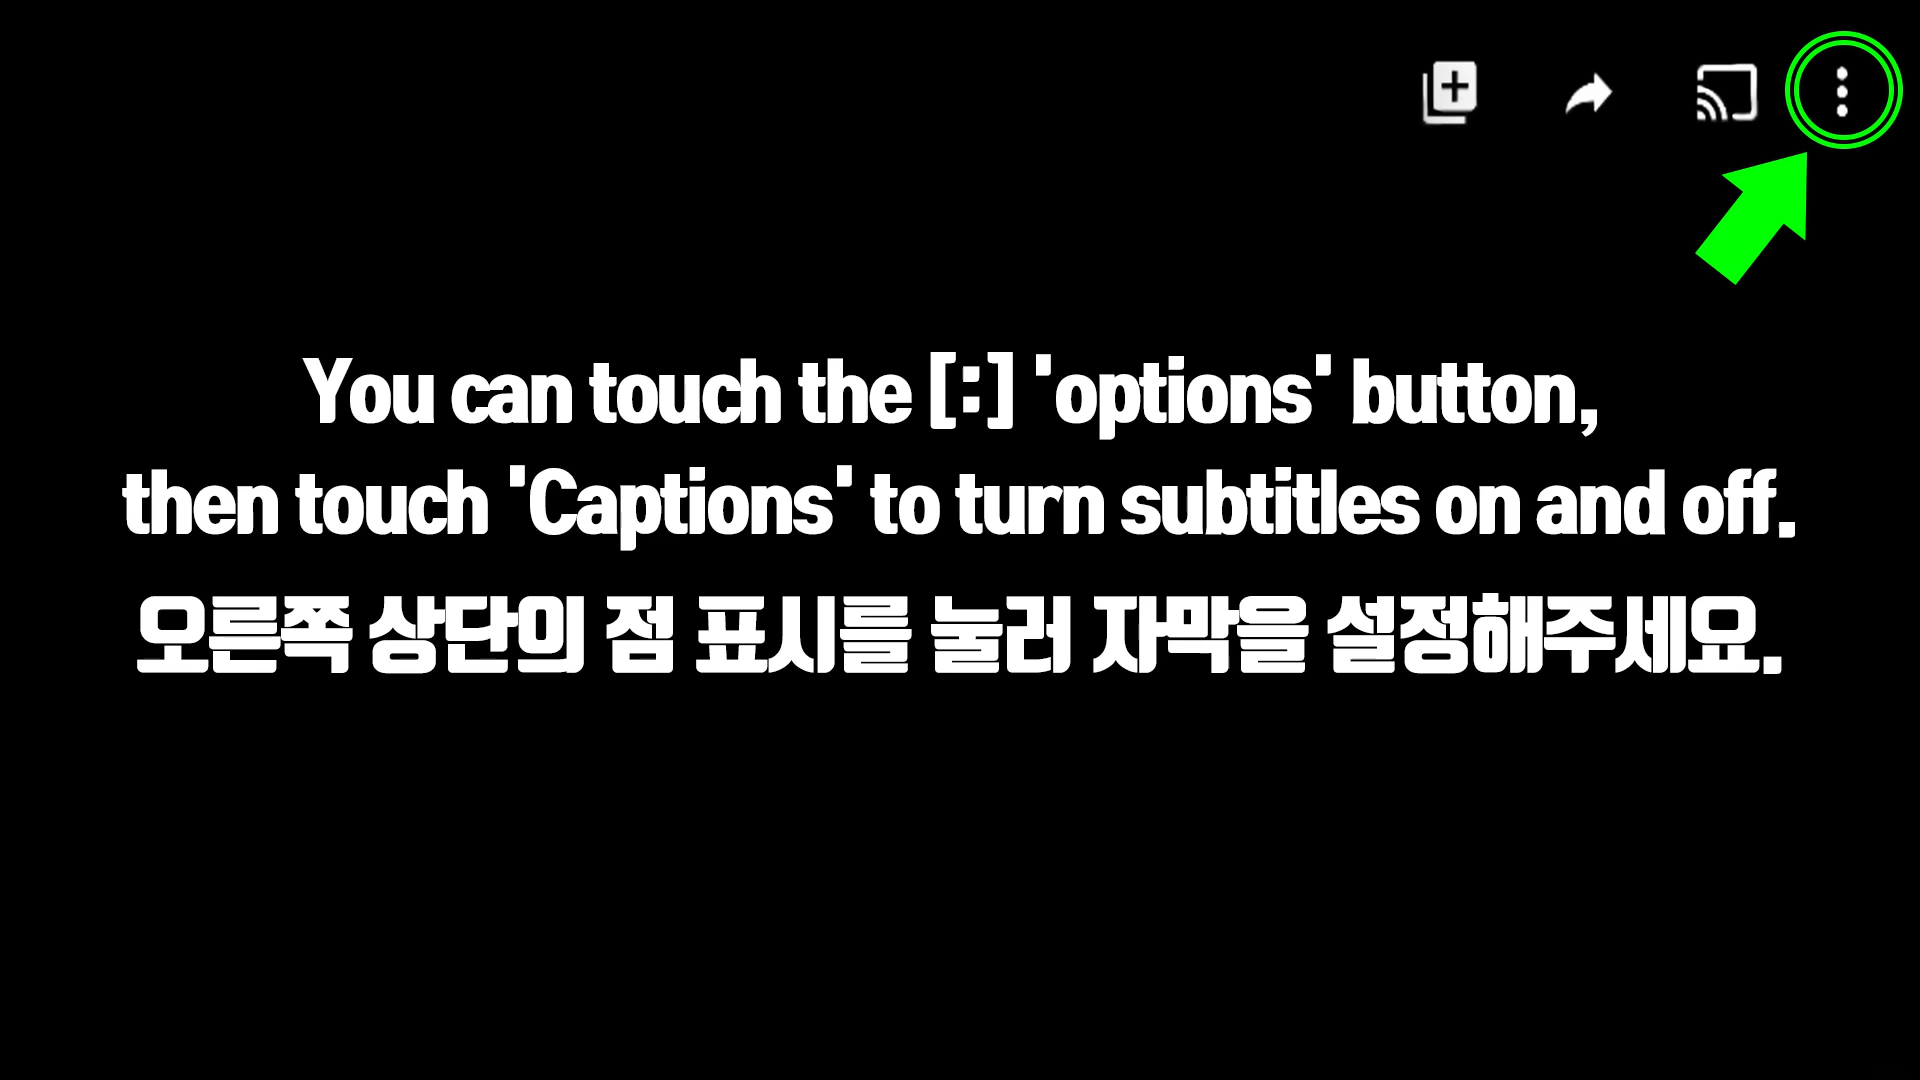 You can touch the [:] 'options' button,
then touch 'Captions' to turn subtitles on and off.
오른쪽 상단의 점 표시를 눌러 자막을 설정해주세요.